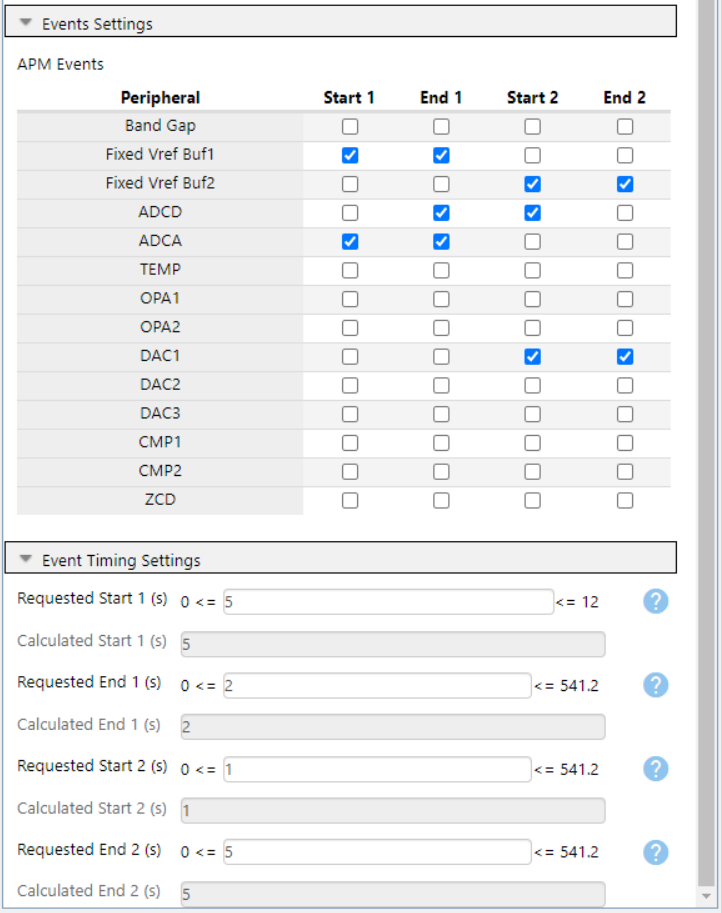 Events Settings
APM Events
Peripheral Start 1 End 1 Start 2 End 2
Band Gap
Fixed Vref Buf1
Fixed Vref Buf2
ADCD
ADCA
TEMP
OPA1
OPA2
DAC1
DAC2
DAC3
CMP1
CMP2
ZCD
Event Timing Settings
Requested Start 1 (s) 0 <= 5 <= 12 ?
Calculated Start 1 (s) 5
Requested End 1 (s) 0 <= 2 <= 541.2 ?
Calculated End 1 (s) 2
Requested Start 2 (s) 0 <= 1 <= 541.2 ?
Calculated Start 2 (s) 1
Requested End 2 (s) 0 <= 5 <= 541.2 ?
Calculated End 2 (s) 5